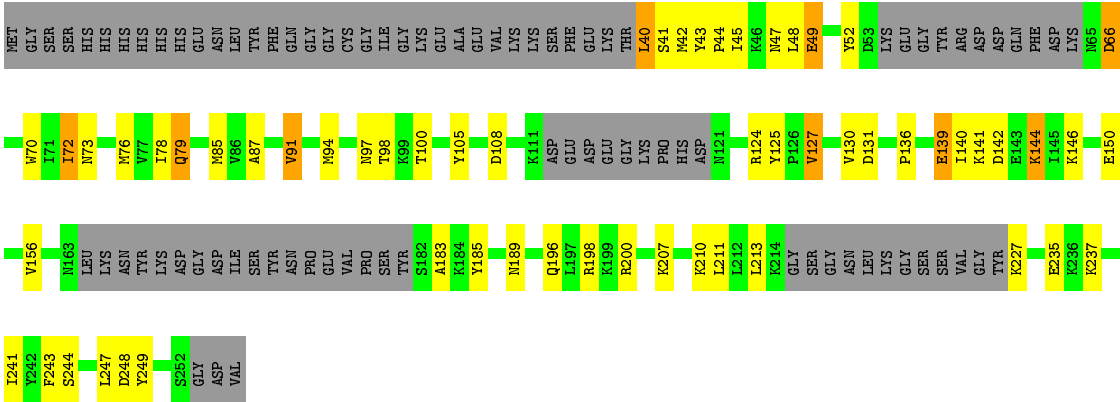 MET GLY SER SER HIS HIS HIS HIS HIS HIS GLU ASN LEU TYR PHE GLN GLY GLY CYS GLY ILE GLY LYS GLU ALA GLU VAL LYS LYS SER PHE GLU LYS THR L40 S41 M42 Y43 P44 I45 K46 N47 L48 E49 Y52 D53 LYS GLU GLY TYR ARG ASP ASP GLN PHE ASP LYS N65 D66
W70 I71 I72 N73 M76 V77 I78 Q79 M85 V86 A87 V91 M94 N97 T98 K99 T100 Y105 D108 K111 ASP GLU ASP GLU GLY LYS PRO HIS ASP N121 R124 Y125 P126 V127 V130 D131 P136 E139 I140 K141 D142 E143 K144 I145 K146 E150
V156 N163 LEU LYS ASN TYR LYS ASP GLY ASP ILE SER TYR ASN PRO GLU VAL PRO SER TYR S182 A183 K184 Y185 N189 Q196 L197 R198 K199 R200 K207 K210 L211 L212 L213 K214 GLY SER GLY ASN LEU LYS GLY SER SER VAL GLY TYR K227 E235 K236 K237
I241 Y242 F243 S244 L247 D248 Y249 S252 GLY ASP VAL